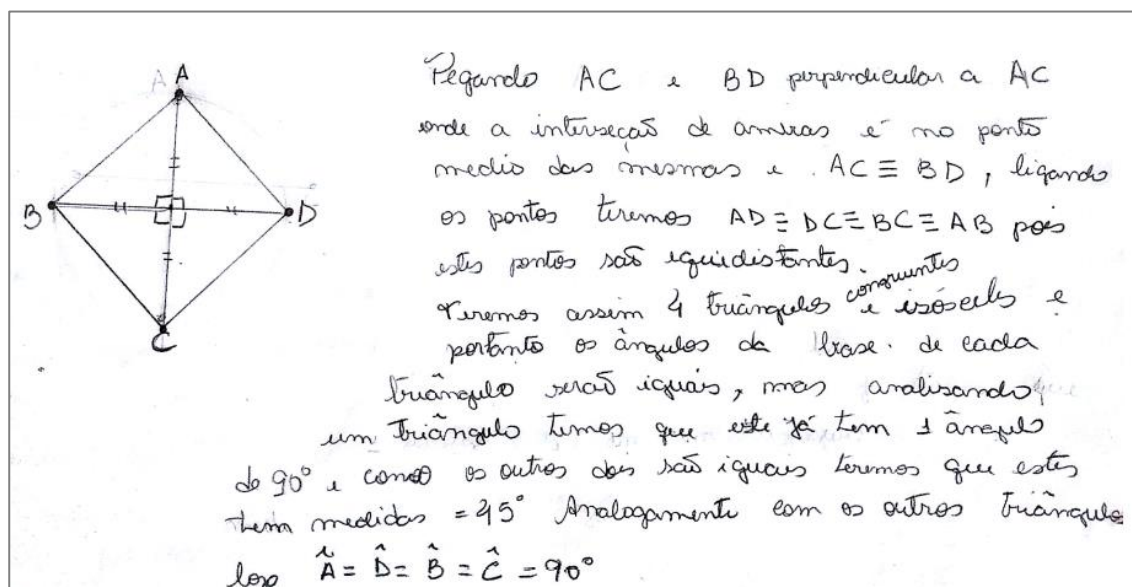 A
A
B
D
C
Pegando AC e BD perpendicular a AC
onde a interseção de amiras é no ponto
medio das mesmas e AC ≡ BD, ligando
os pontos teremos AD ≡ DC ≡ BC ≡ AB pois
estes pontos são equidistantes.
Teremos assim 4 triângulos congruentes e isósceles e
portanto os ângulos da base de cada
triângulo serão iguais, mas analisando
um triângulo temos que este já tem 1 ângulo
de 90° e como os outros dois são iguais teremos que estes
tem medidas = 45° Analogamente com os outros triângulos
logo Â = D̂ = B̂ = Ĉ = 90°